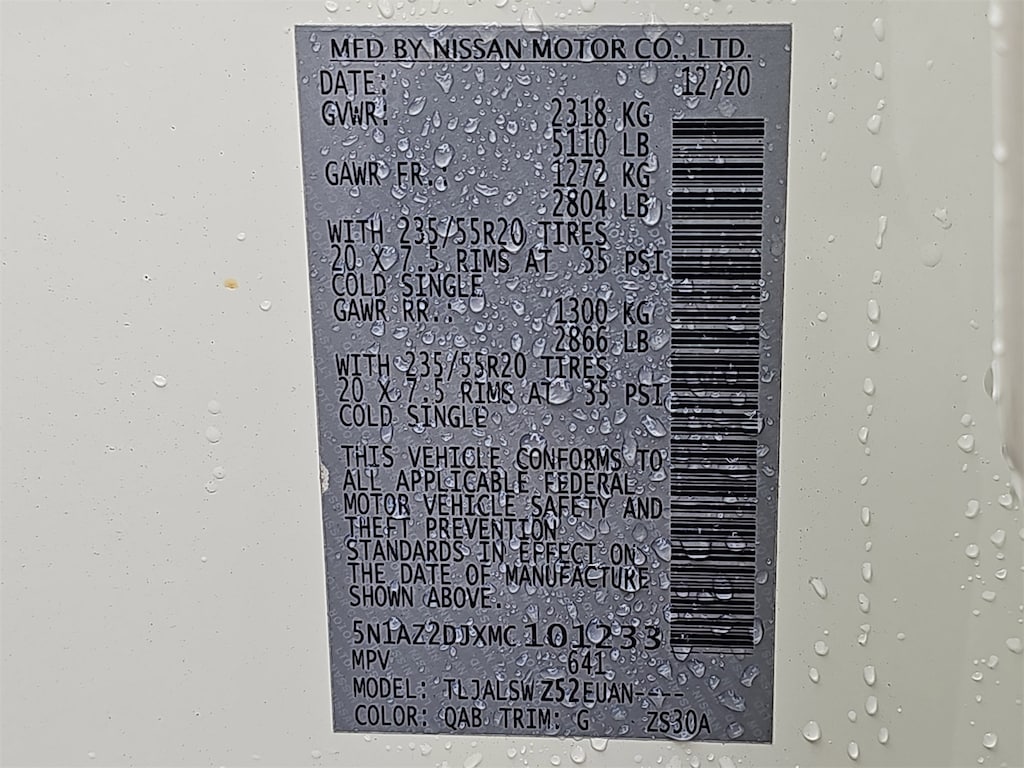 MFD BY NISSAN MOTOR CO., LTD.
DATE: 12/20
GVWR: 2318 KG
5110 LB
GAWR FR.: 1272 KG
2804 LB
WITH 235/55R20 TIRES
20 X 7.5 RIMS AT 35 PSI
COLD SINGLE
GAWR RR.: 1300 KG
2866 LB
WITH 235/55R20 TIRES
20 X 7.5 RIMS AT 35 PSI
COLD SINGLE
THIS VEHICLE CONFORMS TO
ALL APPLICABLE FEDERAL
MOTOR VEHICLE SAFETY AND
THEFT PREVENTION
STANDARDS IN EFFECT ON
THE DATE OF MANUFACTURE
SHOWN ABOVE.
5N1AZ2DJXMC101233
MPV 641
MODEL: TLJALSWZ52EUAN----
COLOR: QAB TRIM: G ZS30A